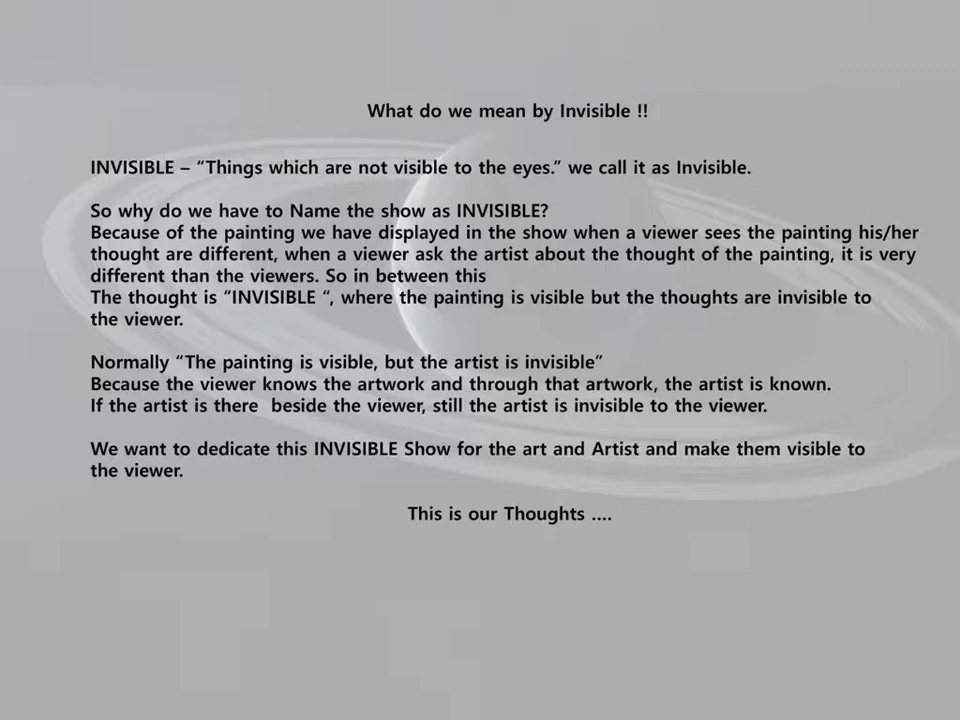 What do we mean by Invisible !!
INVISIBLE – “Things which are not visible to the eyes.” we call it as Invisible.
So why do we have to Name the show as INVISIBLE?
Because of the painting we have displayed in the show when a viewer sees the painting his/her
thought are different, when a viewer ask the artist about the thought of the painting, it is very
different than the viewers. So in between this
The thought is “INVISIBLE “, where the painting is visible but the thoughts are invisible to
the viewer.
Normally “The painting is visible, but the artist is invisible”
Because the viewer knows the artwork and through that artwork, the artist is known.
If the artist is there  beside the viewer, still the artist is invisible to the viewer.
We want to dedicate this INVISIBLE Show for the art and Artist and make them visible to
the viewer.
This is our Thoughts ....